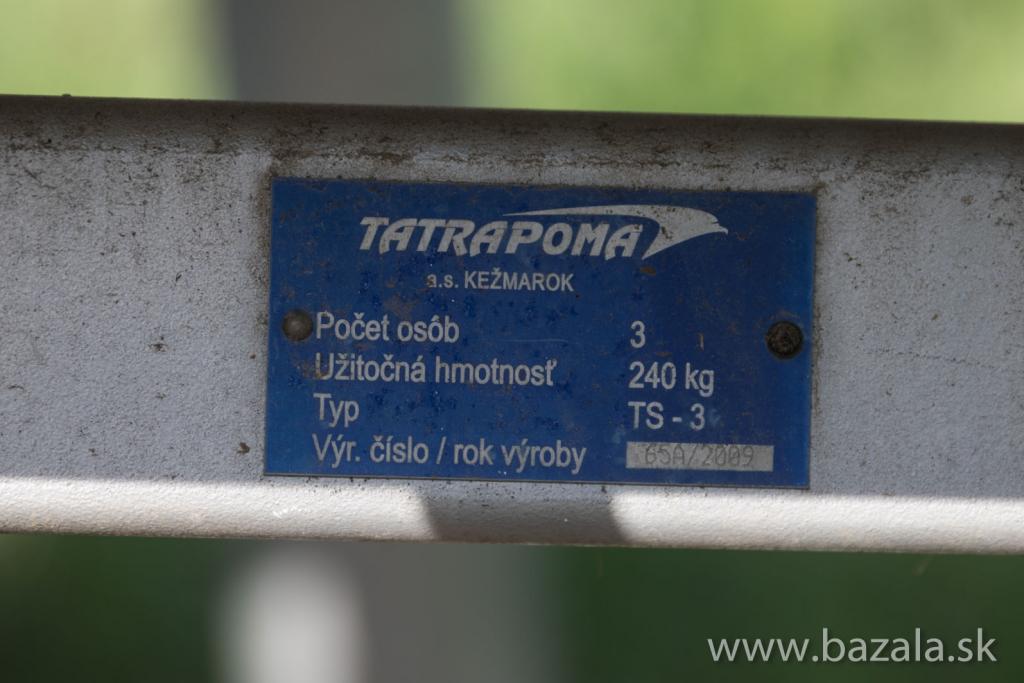 TATRAPOMA
a.s. KEŽMAROK
Počet osôb 3
Užitočná hmotnosť 240 kg
Typ TS - 3
Výr. číslo / rok výroby 65A/2009
www.bazala.sk